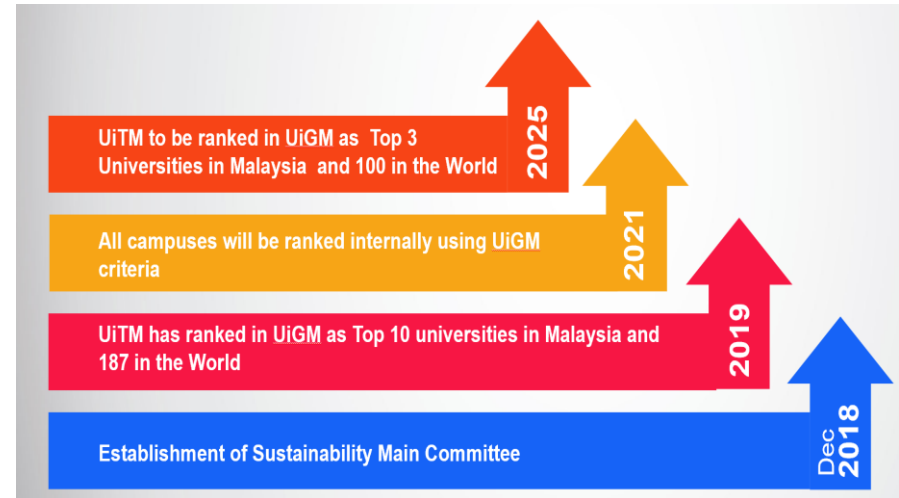 UiTM to be ranked in UiGM as Top 3
Universities in Malaysia and 100 in the World
2025
All campuses will be ranked internally using UiGM
criteria
2021
UiTM has ranked in UiGM as Top 10 universities in Malaysia and
187 in the World
2019
Establishment of Sustainability Main Committee
Dec
2018